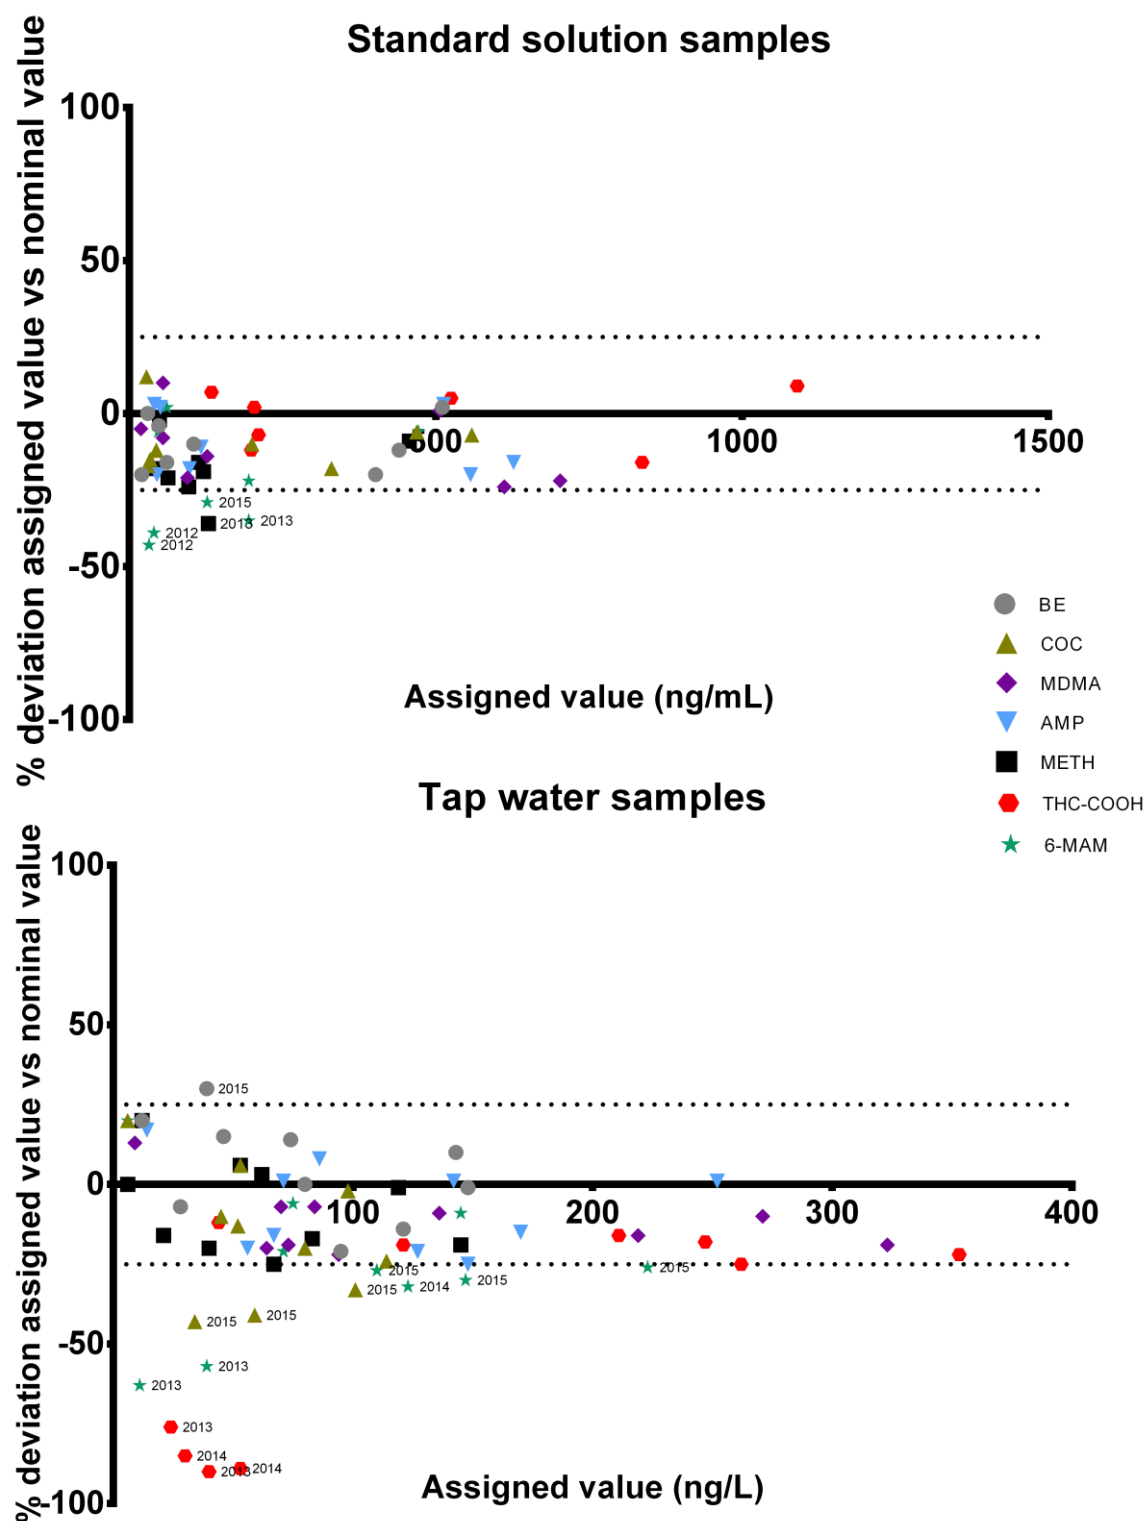 Standard solution samples
% deviation assigned value vs nominal value
100
50
0
500
1000
1500
2015
2013
2013
2012
2012
-50
-100
Assigned value (ng/mL)
BE
COC
MDMA
AMP
METH
THC-COOH
6-MAM
Tap water samples
% deviation assigned value vs nominal value
100
50
2015
0
100
200
300
400
2015
2015
2015
2014
2015
2015
2015
-50
2013
2013
2013
2014
2013
2014
-100
Assigned value (ng/L)